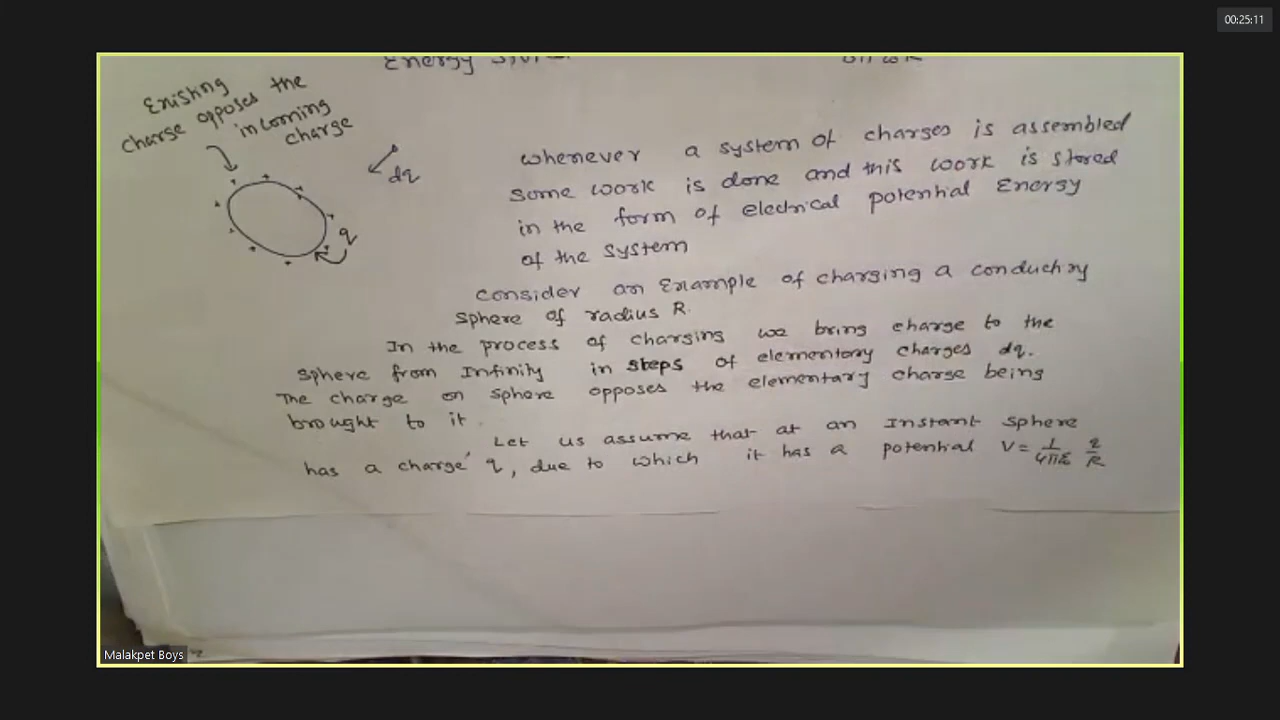 00:25:11
Energy
Existing
charge opposes the
incoming
charge
dq
q
whenever a system of charges is assembled
some work is done and this work is stored
in the form of electrical potential Energy
of the system
Consider an Example of charging a conducting
sphere of radius R.
In the process of charging we bring charge to the
sphere from Infinity in steps of elementory charges dq.
The charge on sphere opposes the elementary charge being
brought to it.
Let us assume that at an Instant sphere
has a charge q, due to which it has a potential V = 1/4πε q/R
Malakpet Boys